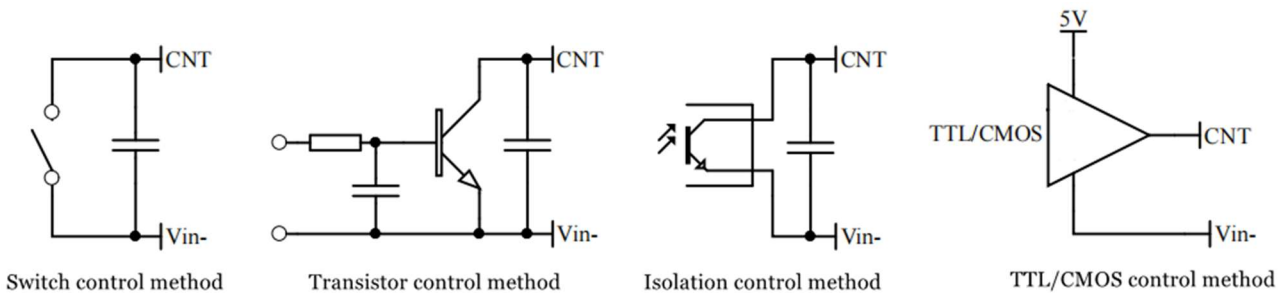 CNT
Vin-
Switch control method
CNT
Vin-
Transistor control method
CNT
Vin-
Isolation control method
5V
TTL/CMOS
CNT
Vin-
TTL/CMOS control method